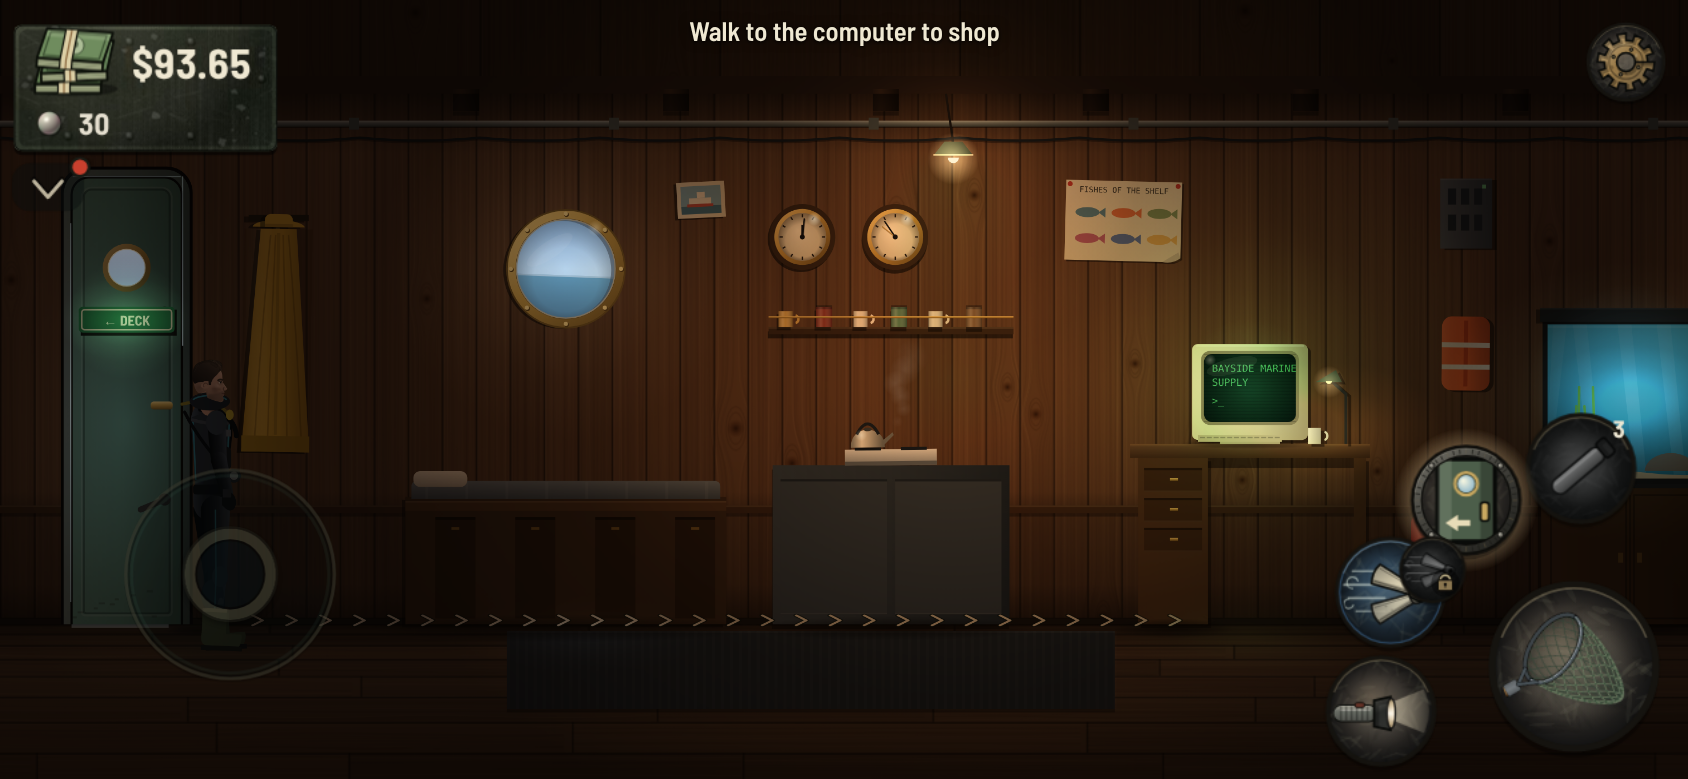 Walk to the computer to shop
$93.65
30
← DECK
FISHES OF THE SHELF
BAYSIDE MARINE
SUPPLY
>_
3